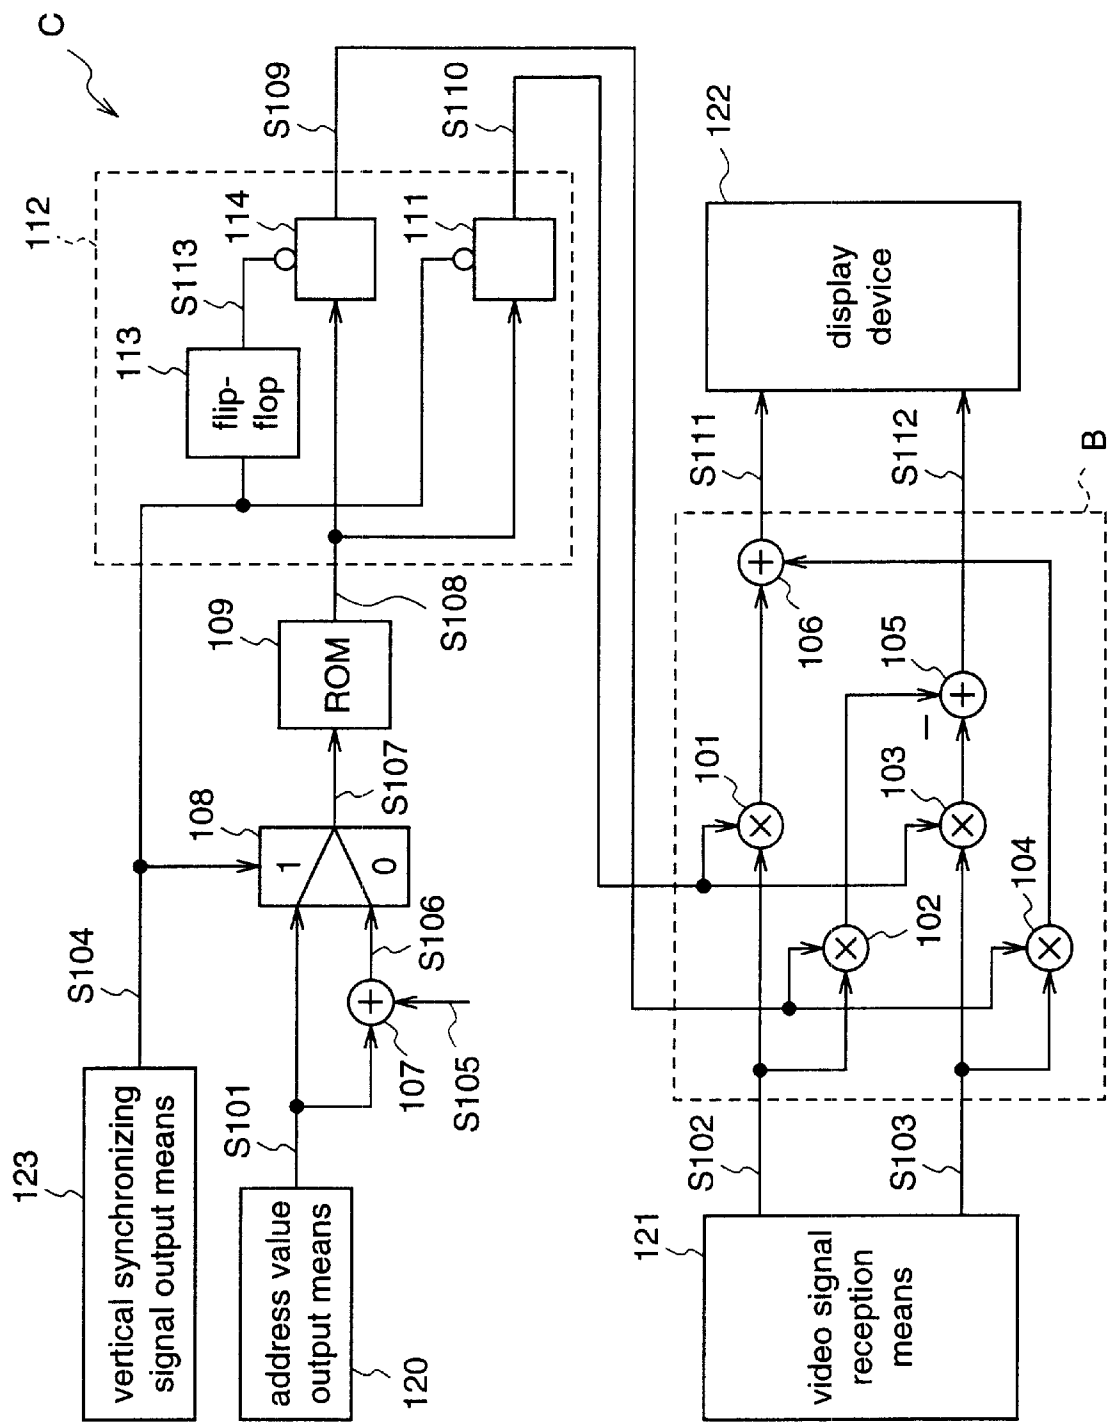 C
123
vertical synchronizing
signal output means
S104
120
address value
output means
S101
107
S105
S106
108
1
0
S107
109
ROM
S108
112
113
flip-
flop
S113
114
111
S109
S110
121
video signal
reception
means
S102
S103
B
101
102
103
104
105
106
+
+
+
×
×
×
×
−
S111
S112
122
display
device